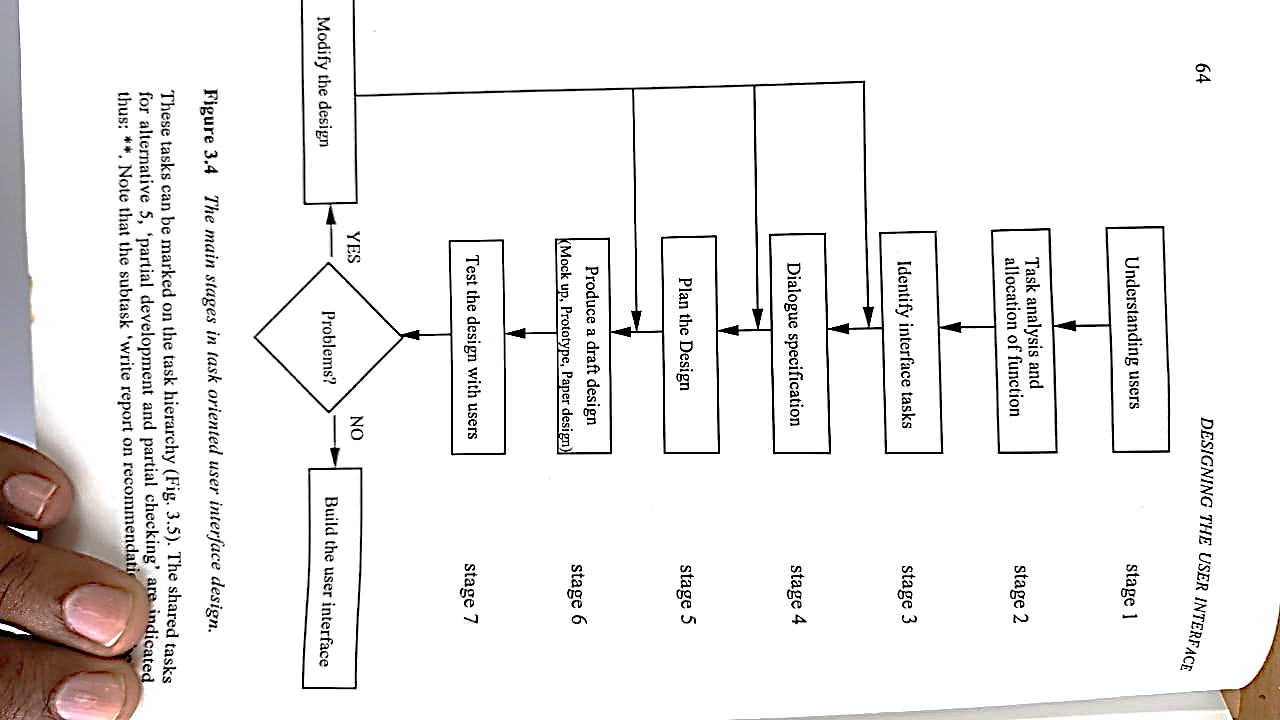 64
DESIGNING THE USER INTERFACE
Understanding users
stage 1
Task analysis and
allocation of function
stage 2
Identify interface tasks
stage 3
Dialogue specification
stage 4
Plan the Design
stage 5
Produce a draft design
(Mock up, Prototype, Paper design)
stage 6
Test the design with users
stage 7
Modify the design
YES
Problems?
NO
Build the user interface
Figure 3.4 The main stages in task oriented user interface design.
These tasks can be marked on the task hierarchy (Fig. 3.5). The shared tasks
for alternative 5, ‘partial development and partial checking’ are indicated
thus: **. Note that the subtask ‘write report on